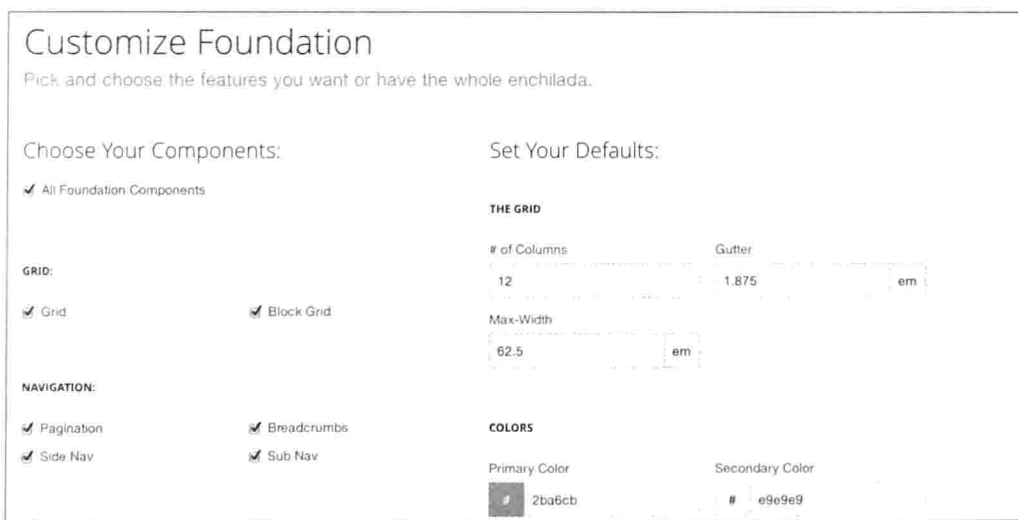 Customize Foundation
Pick and choose the features you want or have the whole enchilada.
Choose Your Components:
All Foundation Components
GRID:
Grid
Block Grid
NAVIGATION:
Pagination
Breadcrumbs
Side Nav
Sub Nav
Set Your Defaults:
THE GRID
# of Columns
Gutter
12
1.875
em
Max-Width
62.5
em
COLORS
Primary Color
Secondary Color
# 2ba6cb
# e9e9e9